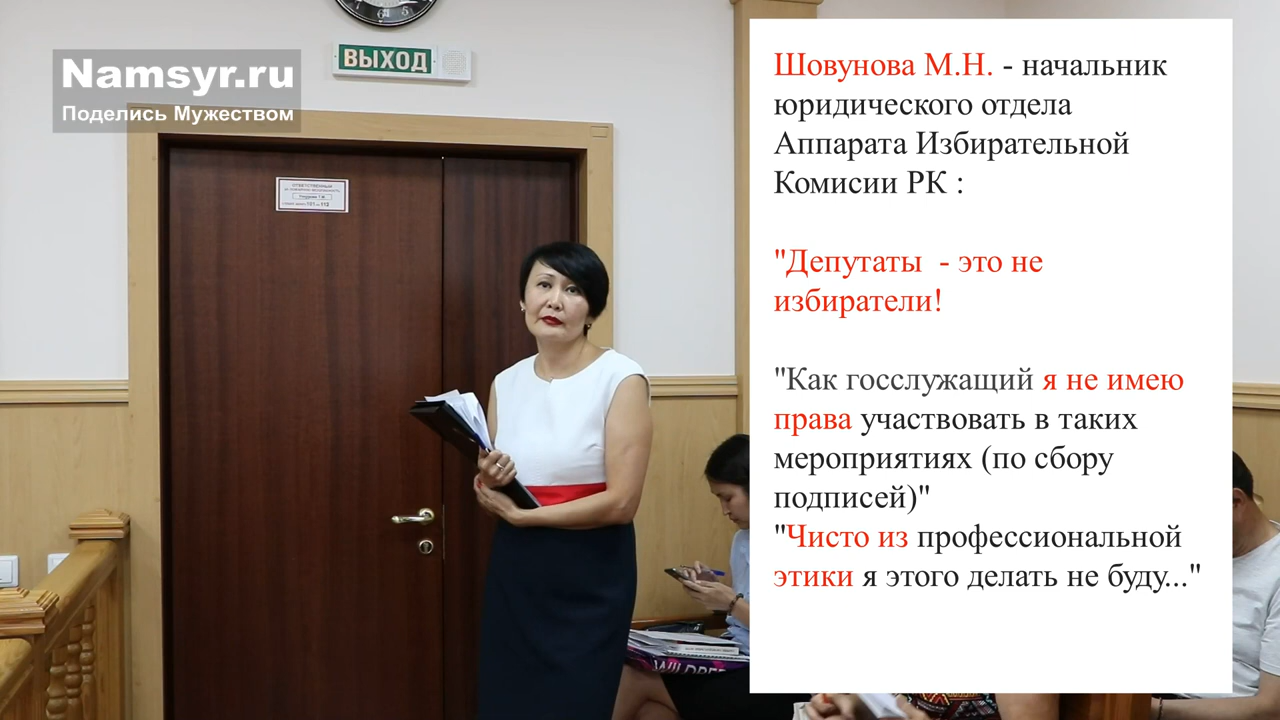 Namsyr.ru
Поделись Мужеством
ВЫХОД
ОТВЕТСТВЕННЫЙ
Шовунова М.Н. - начальник
юридического отдела
Аппарата Избирательной
Комисии РК :
"Депутаты - это не
избиратели!
"Как госслужащий я не имею
права участвовать в таких
мероприятиях (по сбору
подписей)"
"Чисто из профессиональной
этики я этого делать не буду..."